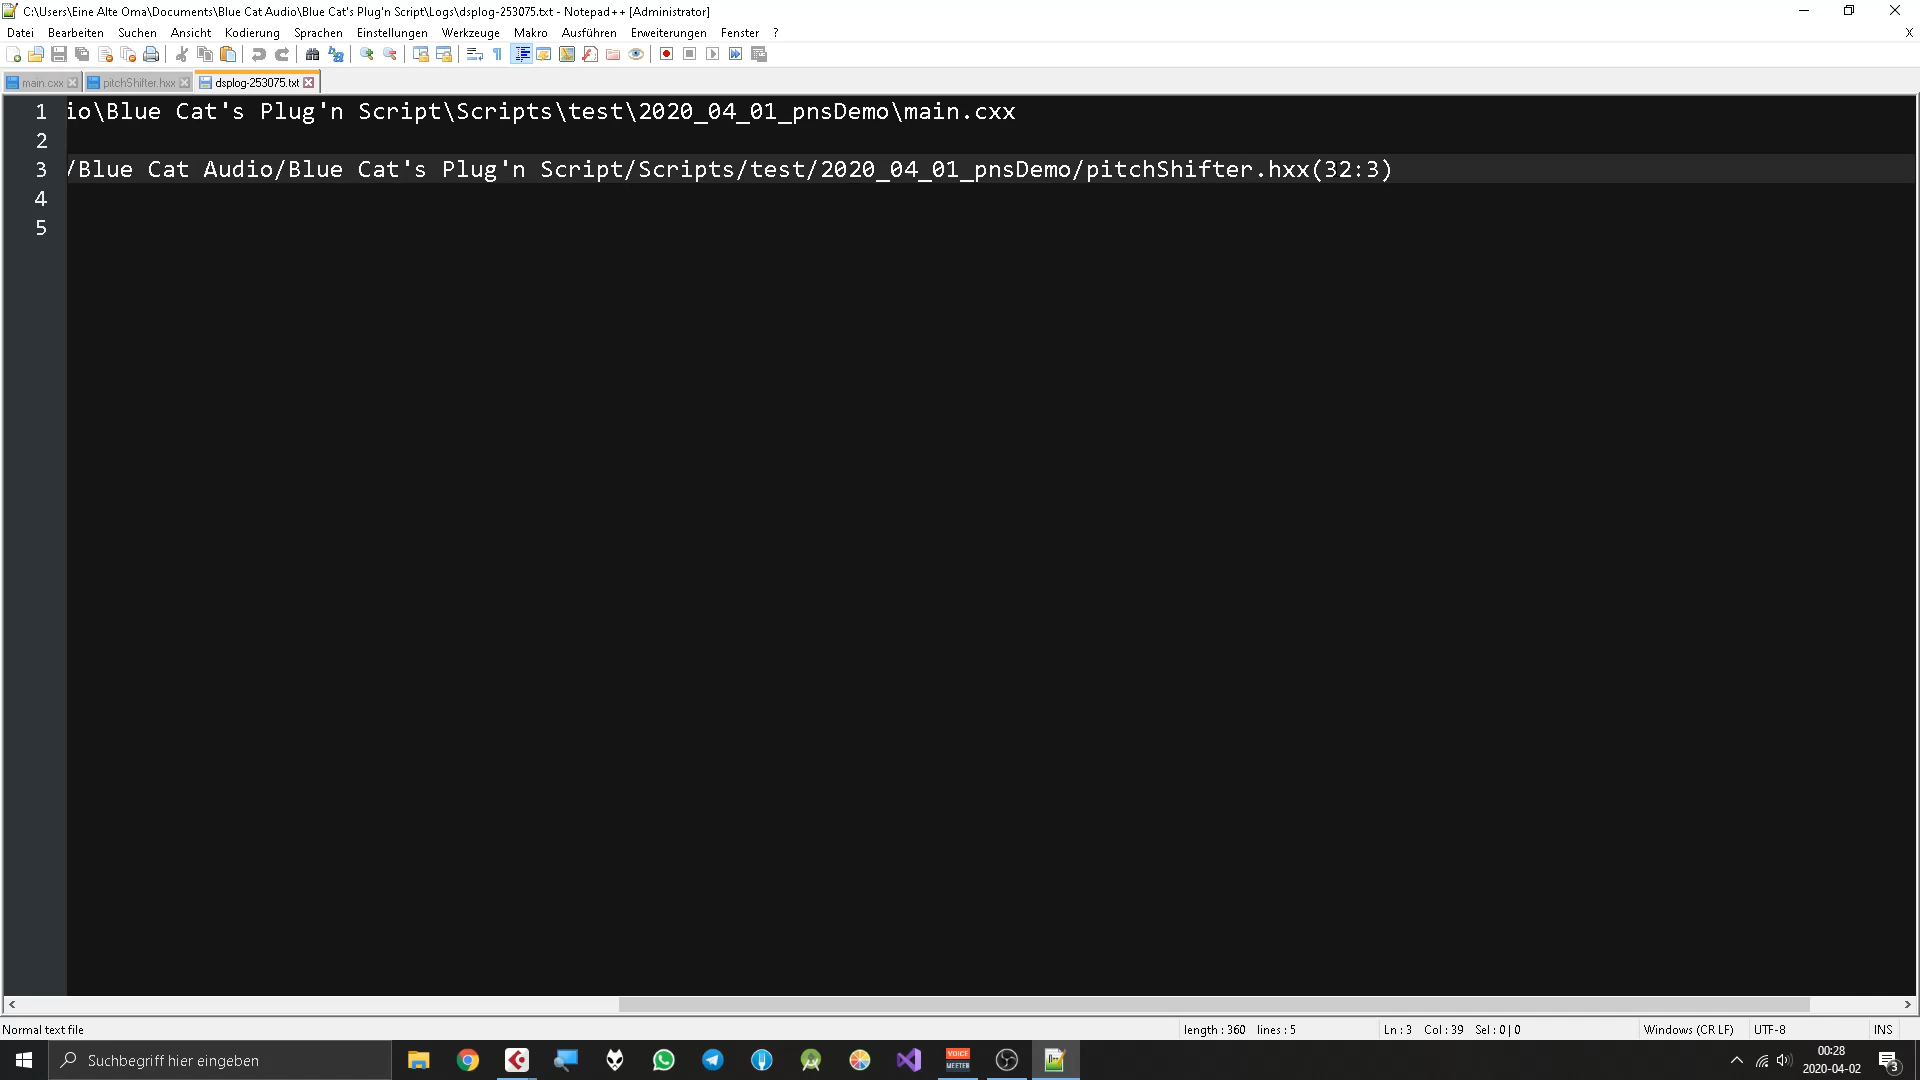 C:\Users\Eine Alte Oma\Documents\Blue Cat Audio\Blue Cat's Plug'n Script\Logs\dsplog-253075.txt - Notepad++ [Administrator]
Datei Bearbeiten Suchen Ansicht Kodierung Sprachen Einstellungen Werkzeuge Makro Ausführen Erweiterungen Fenster ? X
main.cxx pitchShifter.hxx dsplog-253075.txt
1 io\Blue Cat's Plug'n Script\Scripts\test\2020_04_01_pnsDemo\main.cxx
2
3 /Blue Cat Audio/Blue Cat's Plug'n Script/Scripts/test/2020_04_01_pnsDemo/pitchShifter.hxx(32:3)
4
5
Normal text file length : 360 lines : 5 Ln : 3 Col : 39 Sel : 0 | 0 Windows (CR LF) UTF-8 INS
Suchbegriff hier eingeben
VOICE
MEETER
00:28
2020-04-02
3